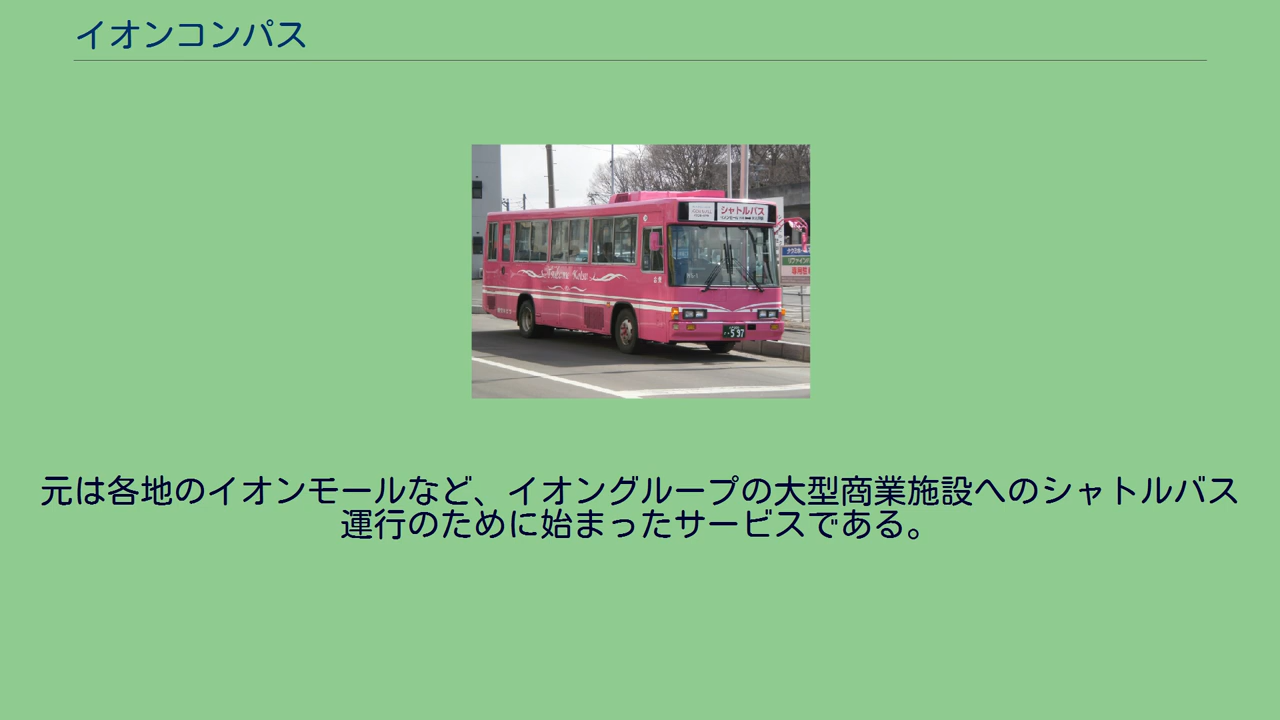 イオンコンパス
シャトルバス
・597
元は各地のイオンモールなど、イオングループの大型商業施設へのシャトルバス
運行のために始まったサービスである。